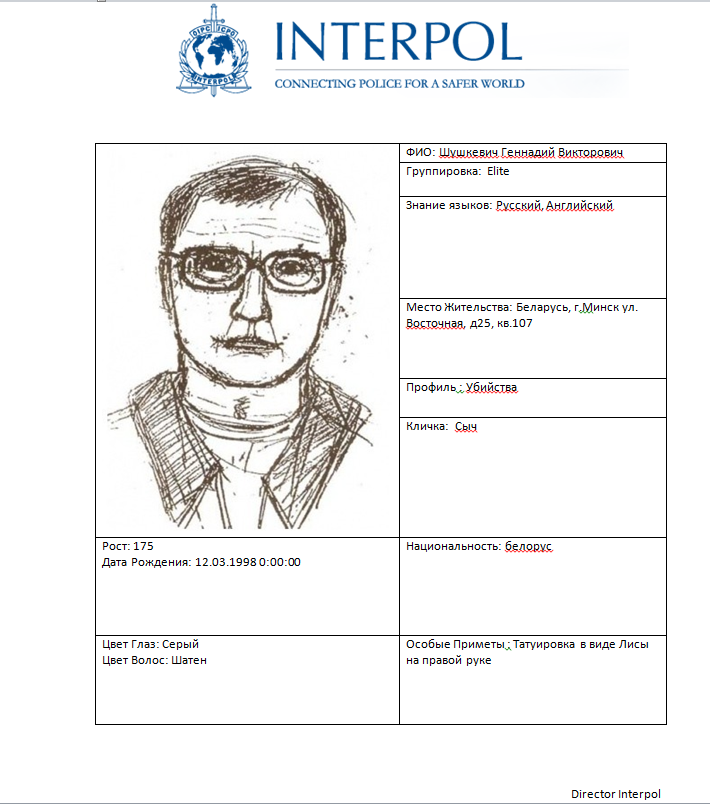 OIPC ICPO
INTERPOL
INTERPOL
CONNECTING POLICE FOR A SAFER WORLD
ФИО: Шушкевич Геннадий Викторович
Группировка: Elite
Знание языков: Русский, Английский
Место Жительства: Беларусь, г.Минск ул.
Восточная, д25, кв.107
Профиль : Убийства
Кличка: Сыч
Рост: 175
Дата Рождения: 12.03.1998 0:00:00
Национальность: белорус
Цвет Глаз: Серый
Цвет Волос: Шатен
Особые Приметы : Татуировка в виде Лисы
на правой руке
Director Interpol